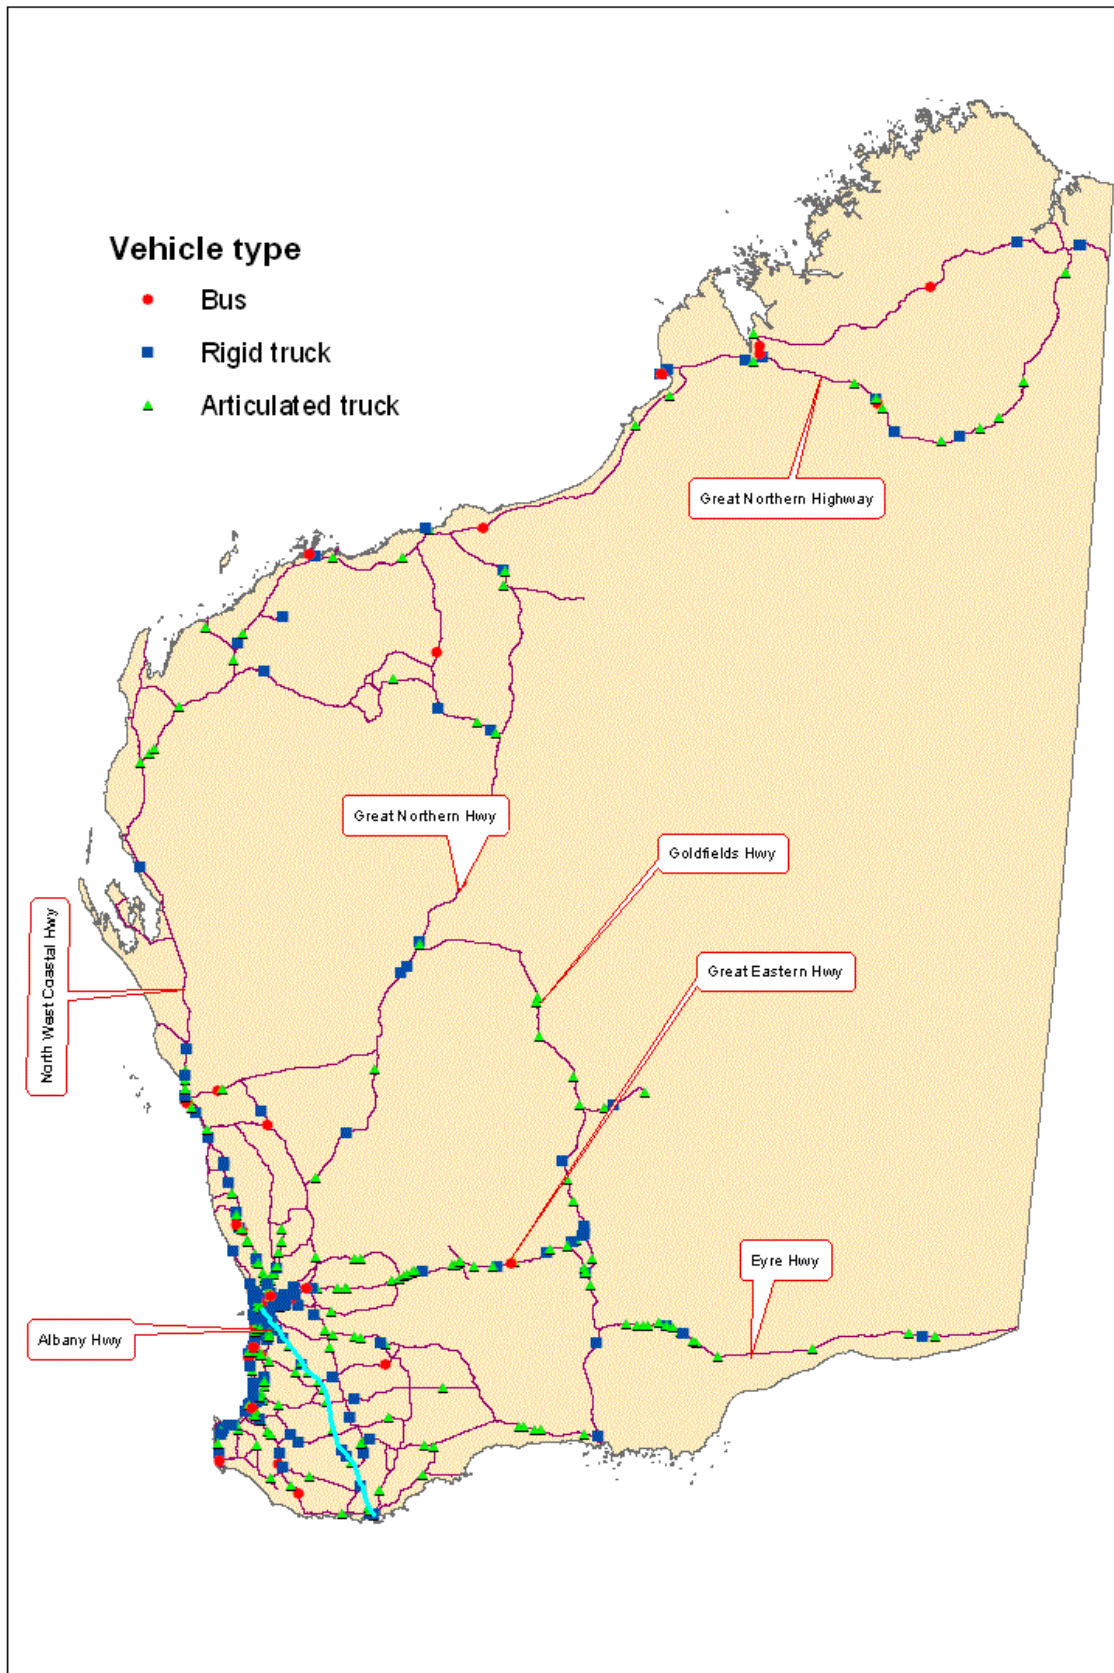 Vehicle type
Bus
Rigid truck
Articulated truck
Great Northern Highway
Great Northern Hwy
Goldfields Hwy
North West Coastal Hwy
Great Eastern Hwy
Eyre Hwy
Albany Hwy